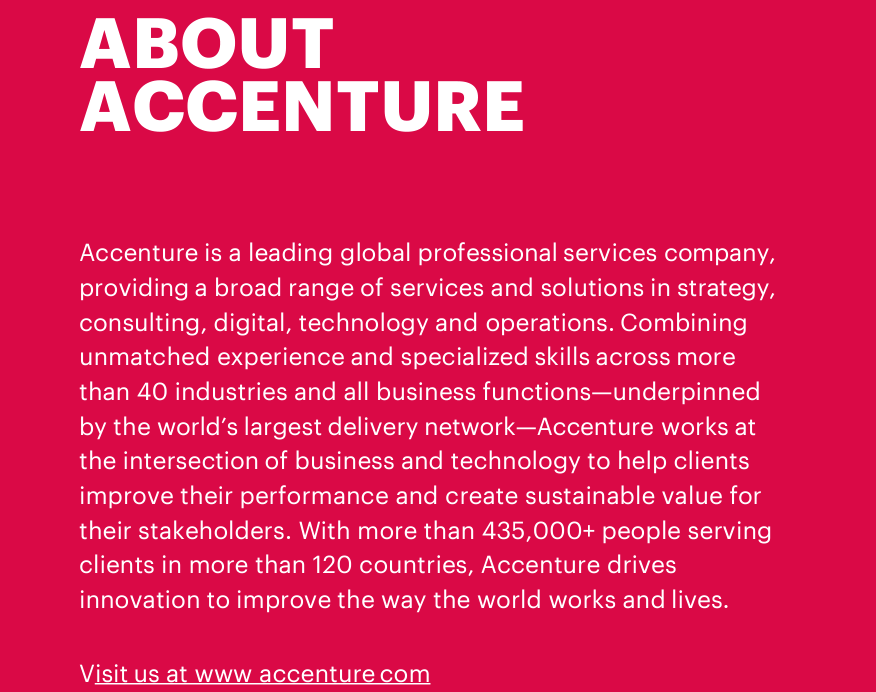 ABOUT
ACCENTURE
Accenture is a leading global professional services company,
providing a broad range of services and solutions in strategy,
consulting, digital, technology and operations. Combining
unmatched experience and specialized skills across more
than 40 industries and all business functions—underpinned
by the world’s largest delivery network—Accenture works at
the intersection of business and technology to help clients
improve their performance and create sustainable value for
their stakeholders. With more than 435,000+ people serving
clients in more than 120 countries, Accenture drives
innovation to improve the way the world works and lives.
Visit us at www accenture com